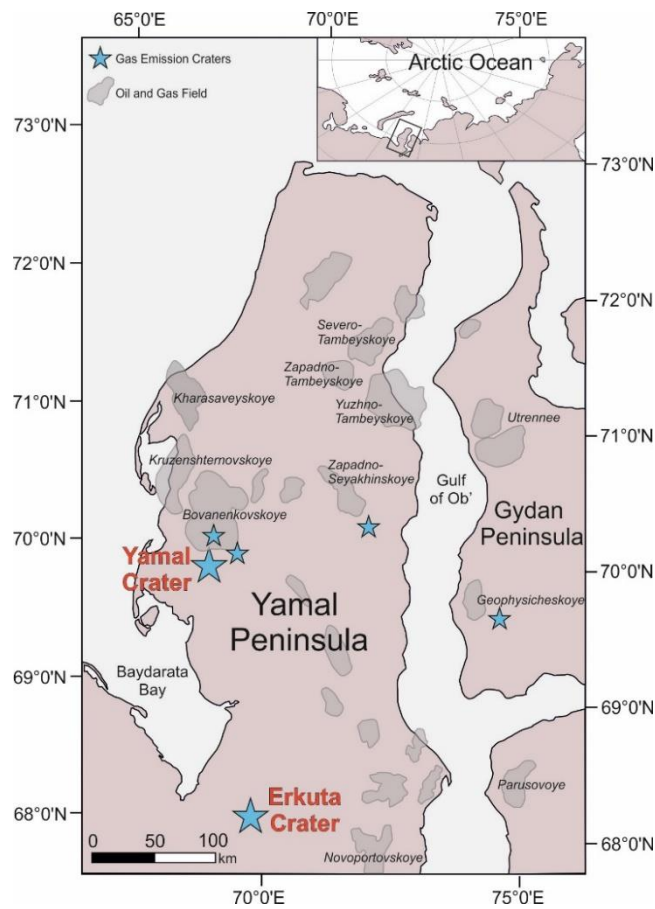 65°0'E
70°0'E
75°0'E
Gas Emission Craters
Oil and Gas Field
Arctic Ocean
73°0'N
73°0'N
72°0'N
72°0'N
Severo-
Tambeyskoye
Zapadno-
Tambeyskoye
71°0'N
Kharasaveyskoye
Yuzhno-
Tambeyskoye
Utrennee
71°0'N
Kruzenshternovskoye
Zapadno-
Seyakhinskoye
Gulf
of Ob'
Bovanenkovskoye
70°0'N
Gydan
Peninsula
Yamal
Crater
70°0'N
Yamal
Peninsula
Geophysicheskoye
69°0'N
Baydarata
Bay
69°0'N
Erkuta
Crater
Parusovoye
68°0'N
0
50
100
km
Novoportovskoye
68°0'N
70°0'E
75°0'E